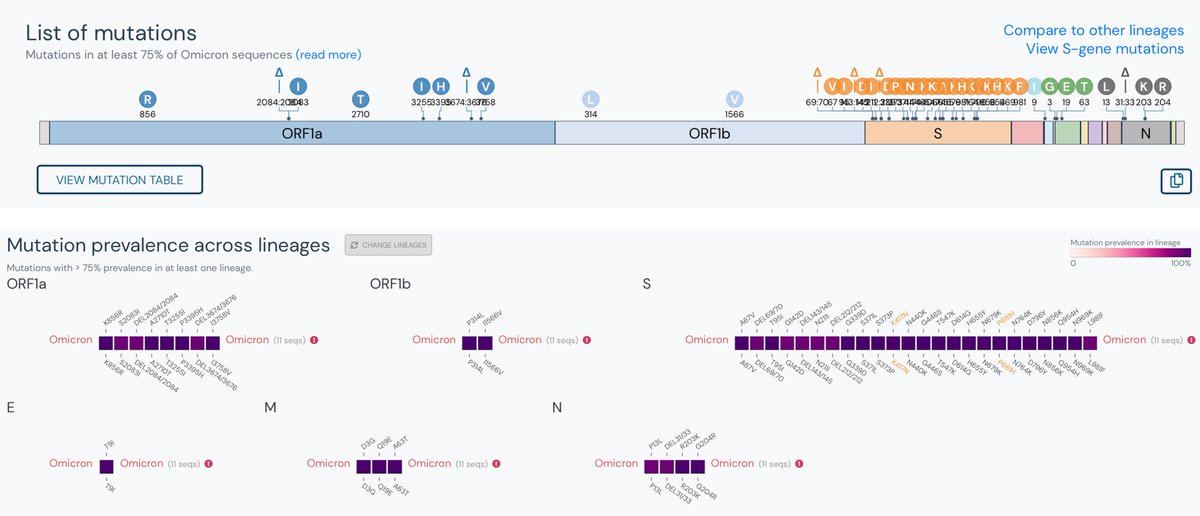 List of mutations
Mutations in at least 75% of Omicron sequences (read more)
Compare to other lineages
View S-gene mutations
Δ Δ Δ Δ Δ Δ
R I T I H V L V V I D I D P N K Y H K H K F I G E T L K R
856 2084:2084 2083 2710 3255 3395 3674:3676 3758 314 1566 69:70 67 981 9 3 19 63 13 31:33 203 204
ORF1a ORF1b S N
VIEW MUTATION TABLE
Mutation prevalence across lineages
CHANGE LINEAGES
Mutations with > 75% prevalence in at least one lineage.
Mutation prevalence in lineage
0 100%
ORF1a
K856R S2083I DEL2084/2084 A2710T T3255I P3395H DEL3674/3676 I3758V
Omicron Omicron (11 seqs)
K856R S2083I DEL2084/2084 A2710T T3255I P3395H DEL3674/3676 I3758V
ORF1b
P314L I1566V
Omicron Omicron (11 seqs)
P314L I1566V
S
A67V DEL69/70 T95I G142D DEL143/145 N211I DEL212/212 G339D S371L S373P K417N N440K G446S T547K D614G H655Y N679K P681H N764K D796Y N856K Q954H N969K L981F
Omicron Omicron (11 seqs)
A67V DEL69/70 T95I G142D DEL143/145 N211I DEL212/212 G339D S371L S373P K417N N440K G446S T547K D614G H655Y N679K P681H N764K D796Y N856K Q954H N969K L981F
E
T9I
Omicron Omicron (11 seqs)
T9I
M
D3G Q19E A63T
Omicron Omicron (11 seqs)
D3G Q19E A63T
N
P13L DEL31/33 R203K G204R
Omicron Omicron (11 seqs)
P13L DEL31/33 R203K G204R